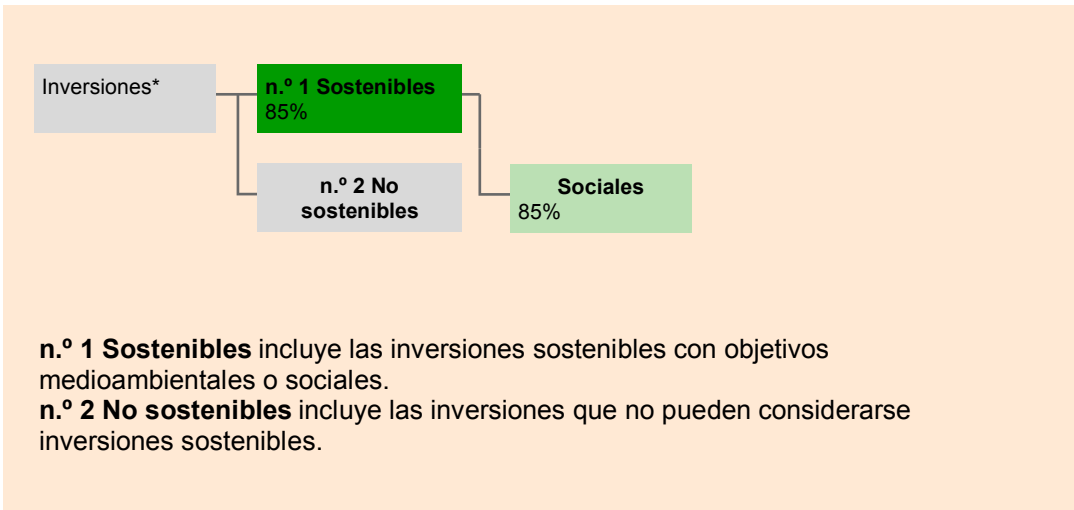 Inversiones*
n.º 1 Sostenibles
85%
n.º 2 No
sostenibles
Sociales
85%
n.º 1 Sostenibles incluye las inversiones sostenibles con objetivos
medioambientales o sociales.
n.º 2 No sostenibles incluye las inversiones que no pueden considerarse
inversiones sostenibles.